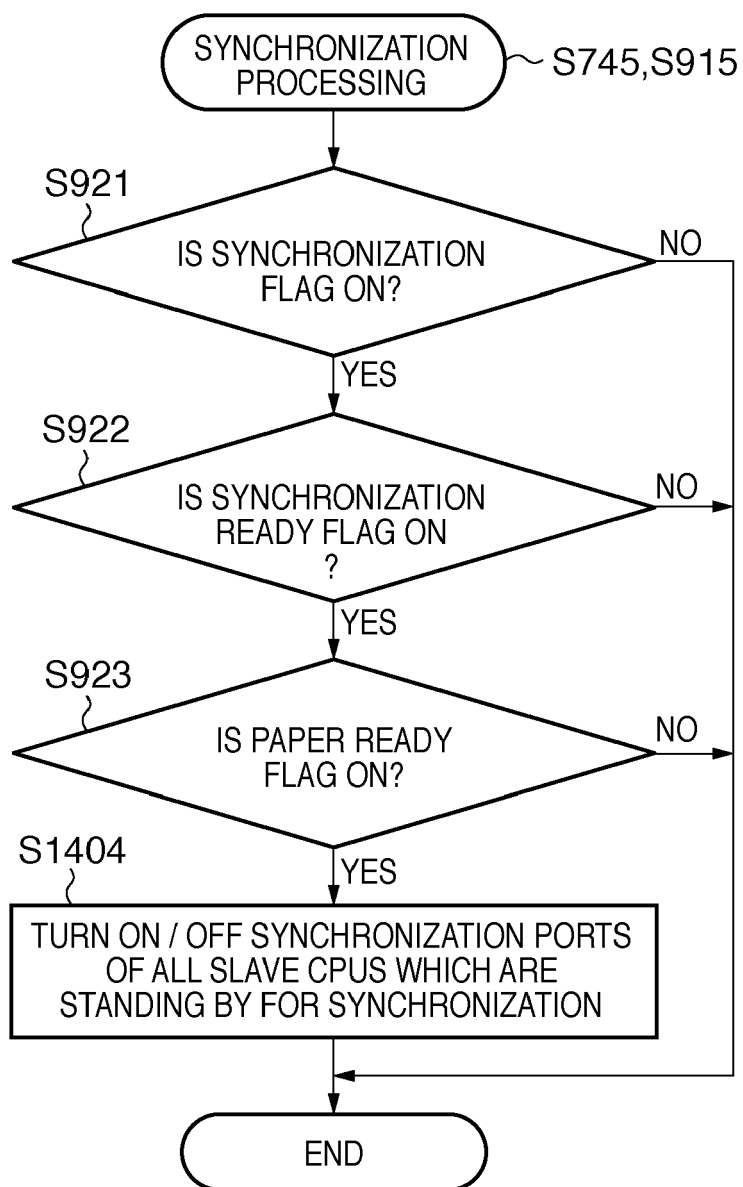 SYNCHRONIZATION
PROCESSING
S745,S915
S921
IS SYNCHRONIZATION
FLAG ON?
NO
YES
S922
IS SYNCHRONIZATION
READY FLAG ON
?
NO
YES
S923
IS PAPER READY
FLAG ON?
NO
YES
S1404
TURN ON / OFF SYNCHRONIZATION PORTS
OF ALL SLAVE CPUS WHICH ARE
STANDING BY FOR SYNCHRONIZATION
END